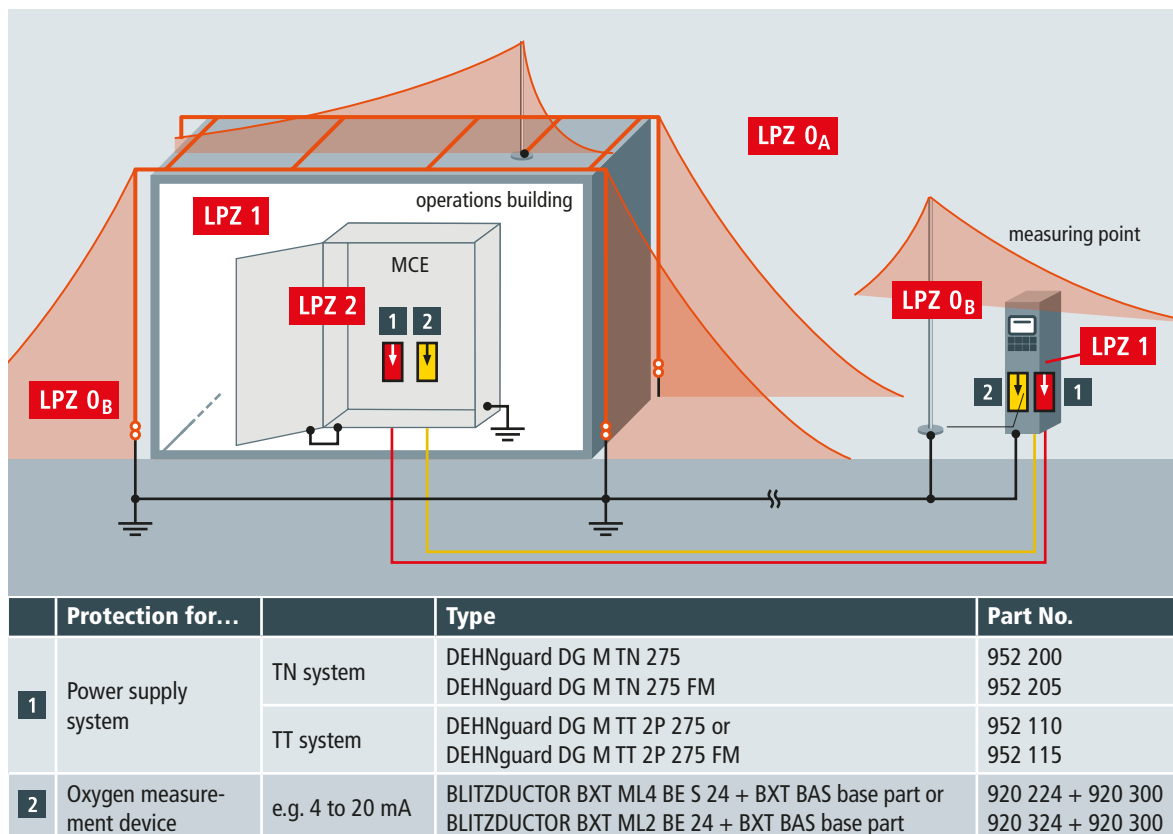 LPZ 0A
operations building
LPZ 1
measuring point
MCE
LPZ 2
LPZ 0B
1 2
LPZ 1
LPZ 0B
2 1
Protection for... Type Part No.
1 Power supply system
TN system
DEHNguard DG M TN 275 952 200
DEHNguard DG M TN 275 FM 952 205
TT system
DEHNguard DG M TT 2P 275 or 952 110
DEHNguard DG M TT 2P 275 FM 952 115
2 Oxygen measure-
ment device
e.g. 4 to 20 mA
BLITZDUCTOR BXT ML4 BE S 24 + BXT BAS base part or 920 224 + 920 300
BLITZDUCTOR BXT ML2 BE 24 + BXT BAS base part 920 324 + 920 300